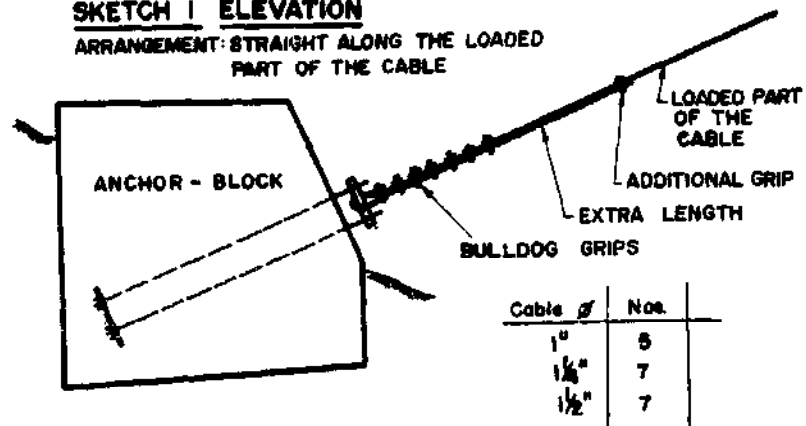 SKETCH 1 ELEVATION
ARRANGEMENT: STRAIGHT ALONG THE LOADED
PART OF THE CABLE
LOADED PART
OF THE
CABLE
ANCHOR - BLOCK
ADDITIONAL GRIP
EXTRA LENGTH
BULLDOG GRIPS
Cable ø Nos.
1" 5
7
1½" 7